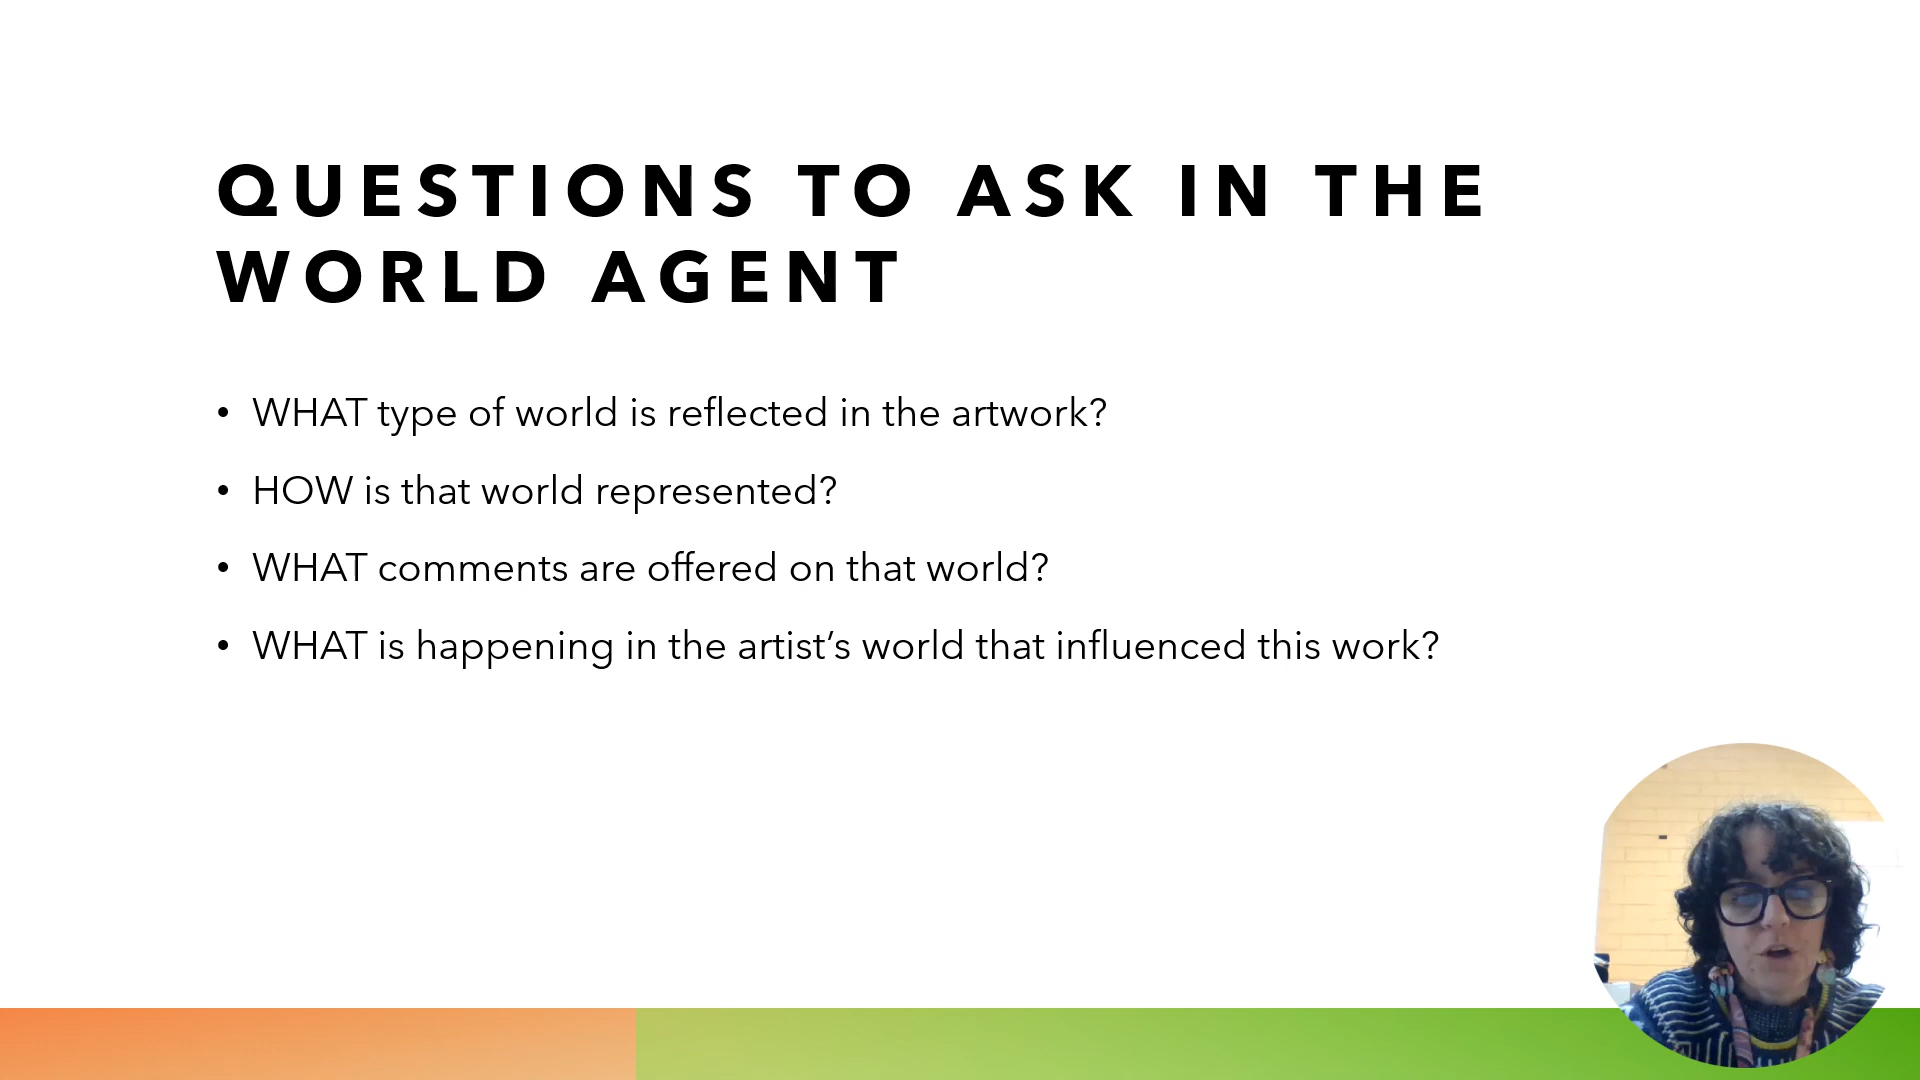 QUESTIONS TO ASK IN THE
WORLD AGENT
• WHAT type of world is reflected in the artwork?
• HOW is that world represented?
• WHAT comments are offered on that world?
• WHAT is happening in the artist’s world that influenced this work?